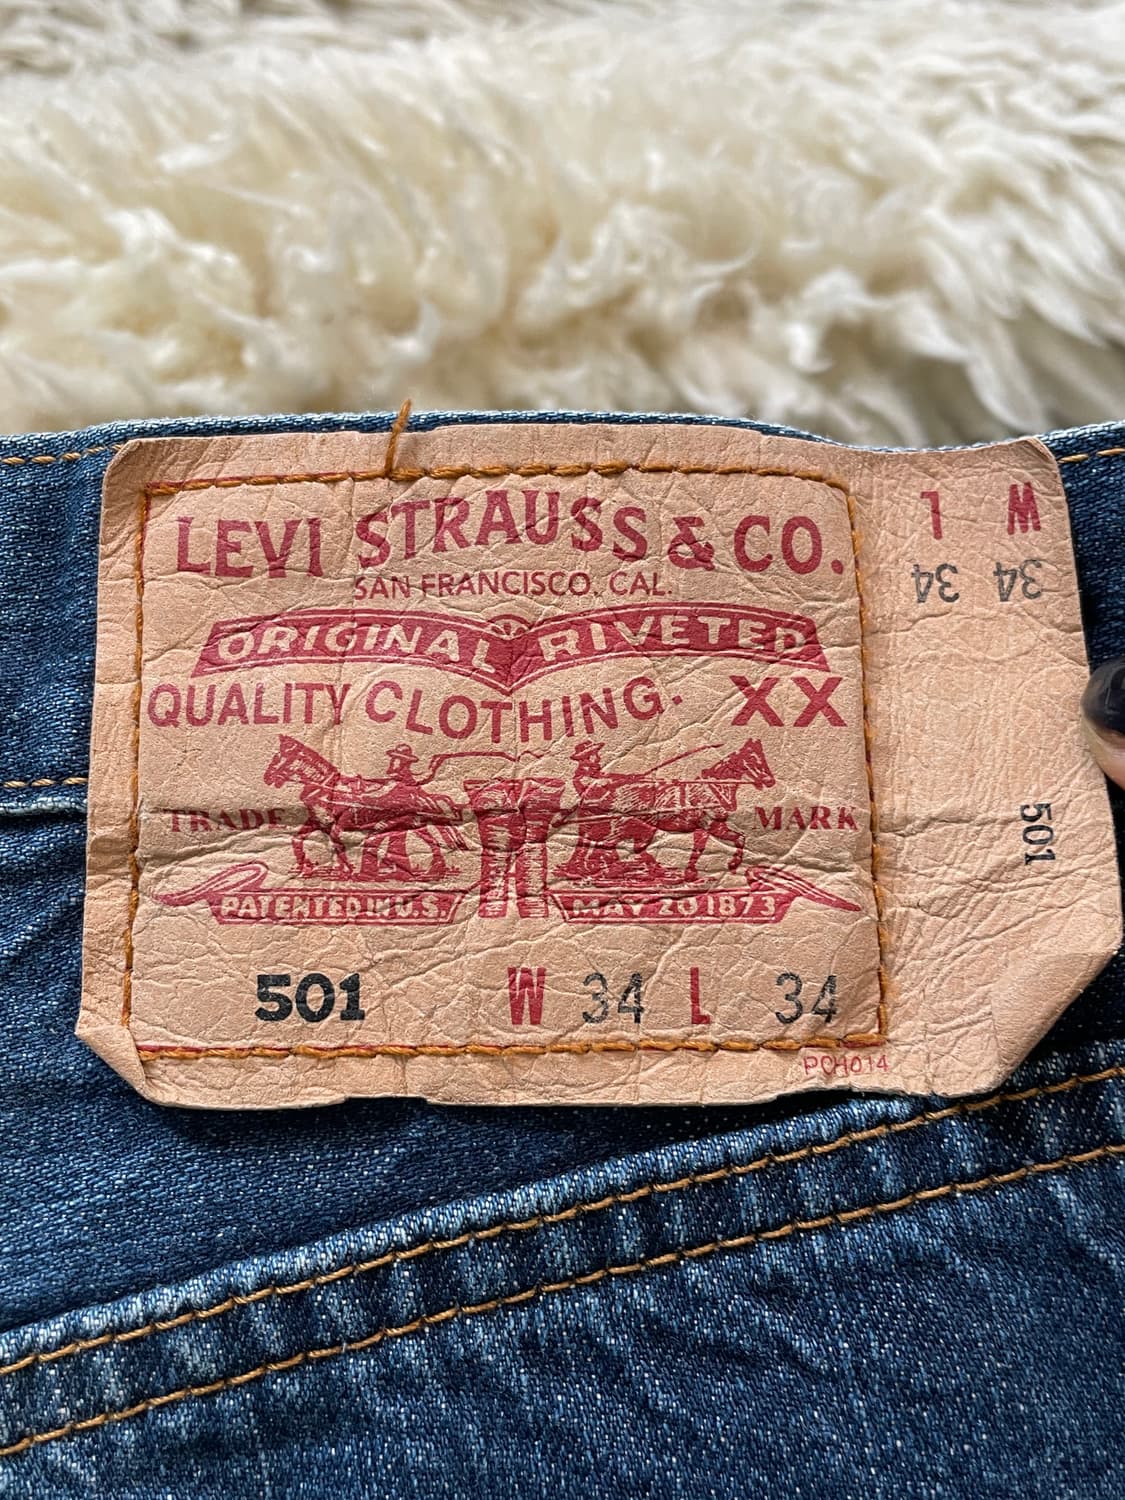 LEVI STRAUSS & CO.
SAN FRANCISCO, CAL.
ORIGINAL RIVETED
QUALITY CLOTHING. XX
TRADE MARK
PATENTED IN U.S. MAY 20 1873
501 W 34 L 34
PCH014
W L
34 34
501